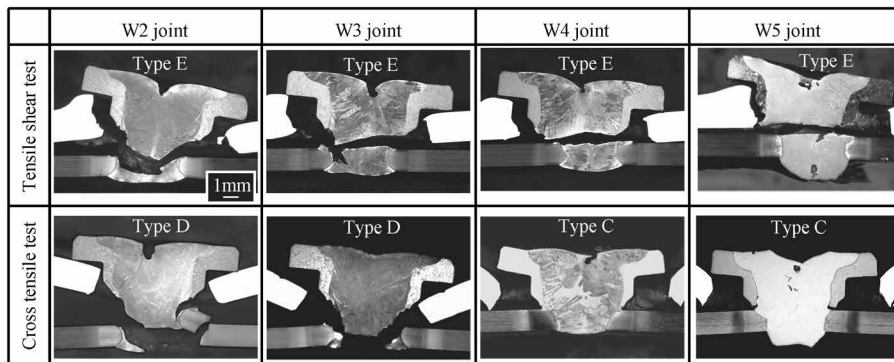 W2 joint W3 joint W4 joint W5 joint
Tensile shear test
Type E Type E Type E Type E
1mm
Cross tensile test
Type D Type D Type C Type C